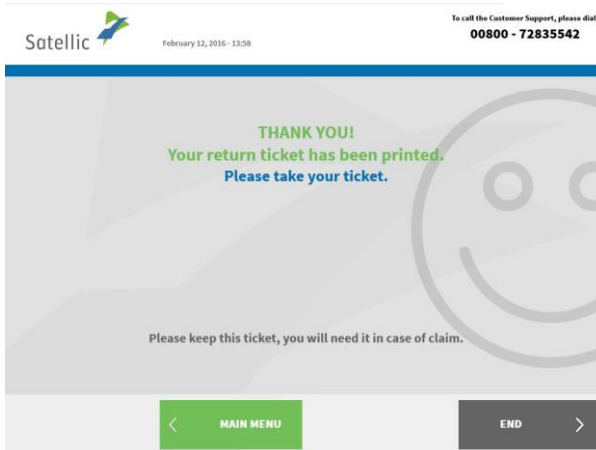 Satellic
February 12, 2016 - 13:58
To call the Customer Support, please dial
00800 - 72835542
THANK YOU!
Your return ticket has been printed.
Please take your ticket.
Please keep this ticket, you will need it in case of claim.
MAIN MENU
END